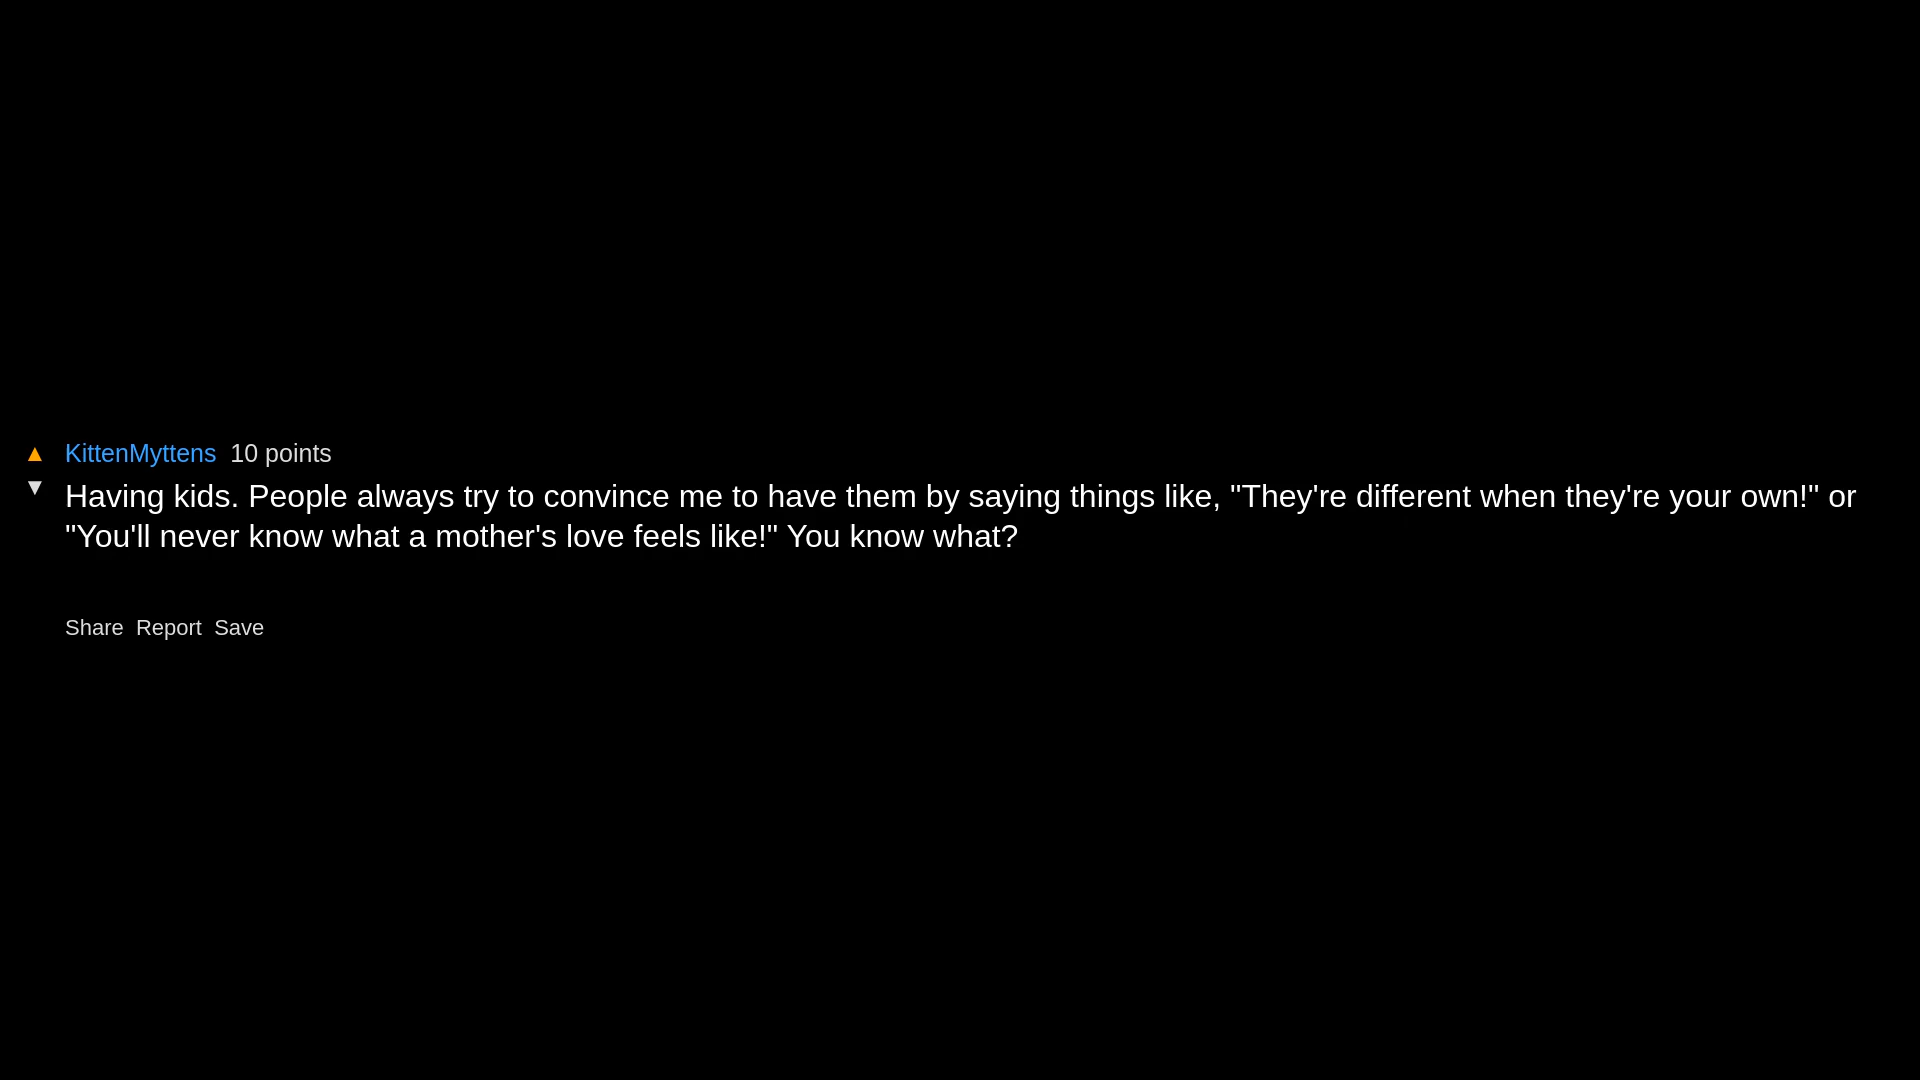 ▲ KittenMyttens 10 points
▼ Having kids. People always try to convince me to have them by saying things like, "They're different when they're your own!" or
"You'll never know what a mother's love feels like!" You know what?
Share Report Save